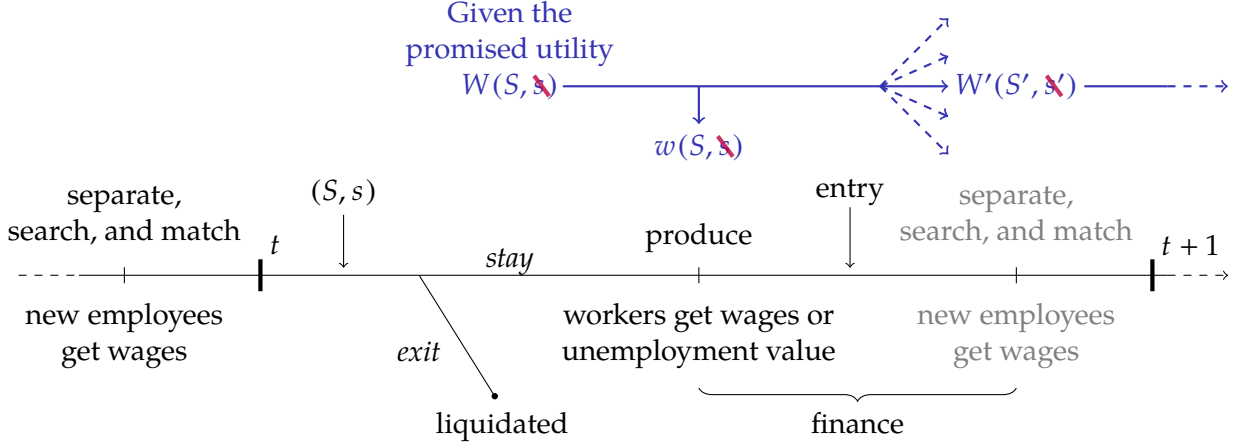 Given the
promised utility
W(S, s)
W′(S′, s′)
w(S, s)
separate,
search, and match
t
(S, s)
stay
produce
entry
separate,
search, and match
t + 1
new employees
get wages
exit
liquidated
workers get wages or
unemployment value
finance
new employees
get wages